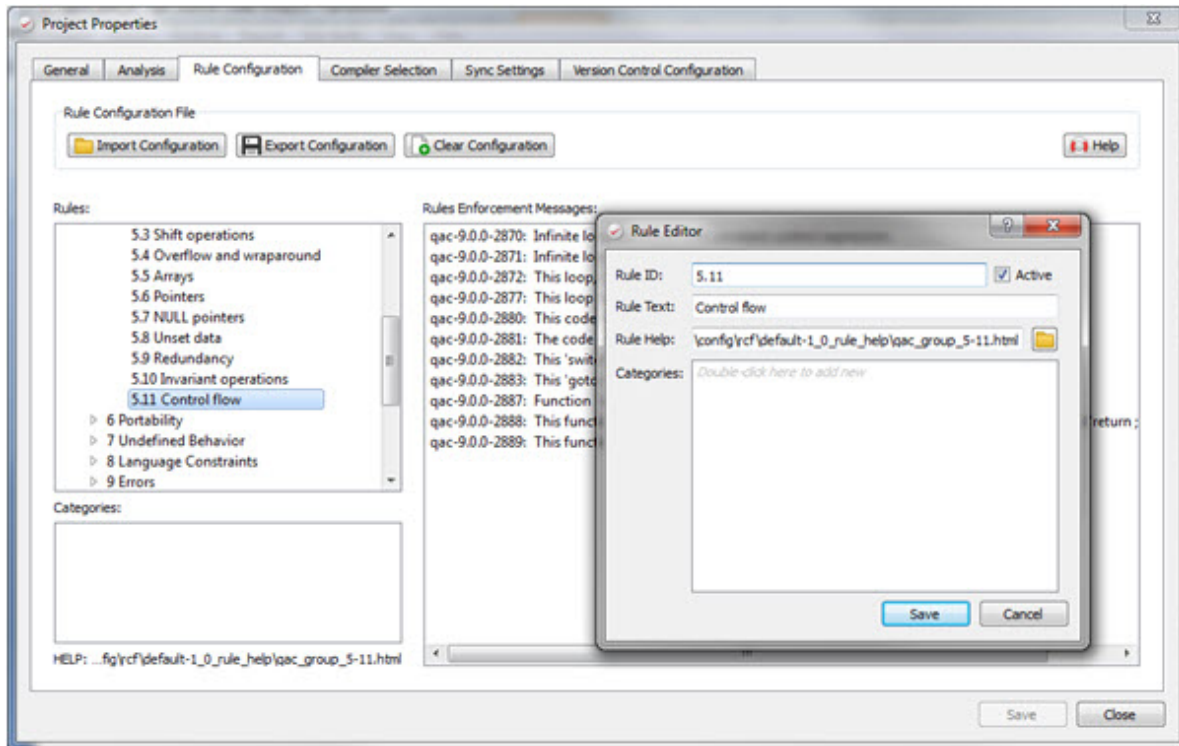 Project Properties
General Analysis Rule Configuration Compiler Selection Sync Settings Version Control Configuration
Rule Configuration File
Import Configuration Export Configuration Clear Configuration Help
Rules:
5.3 Shift operations
5.4 Overflow and wraparound
5.5 Arrays
5.6 Pointers
5.7 NULL pointers
5.8 Unset data
5.9 Redundancy
5.10 Invariant operations
5.11 Control flow
6 Portability
7 Undefined Behavior
8 Language Constraints
9 Errors
Categories:
HELP: ...fig\rcf\default-1_0_rule_help\qac_group_5-11.html
Rules Enforcement Messages:
qac-9.0.0-2870: Infinite lo
qac-9.0.0-2871: Infinite lo
qac-9.0.0-2872: This loop,
qac-9.0.0-2877: This loop
qac-9.0.0-2880: This code
qac-9.0.0-2881: The code
qac-9.0.0-2882: This 'swit
qac-9.0.0-2883: This 'goto
qac-9.0.0-2887: Function
qac-9.0.0-2888: This funct 'return ;
qac-9.0.0-2889: This funct
Rule Editor
Rule ID: 5.11 Active
Rule Text: Control flow
Rule Help: \config\rcf\default-1_0_rule_help\qac_group_5-11.html
Categories: Double-click here to add new
Save Cancel
Save Close